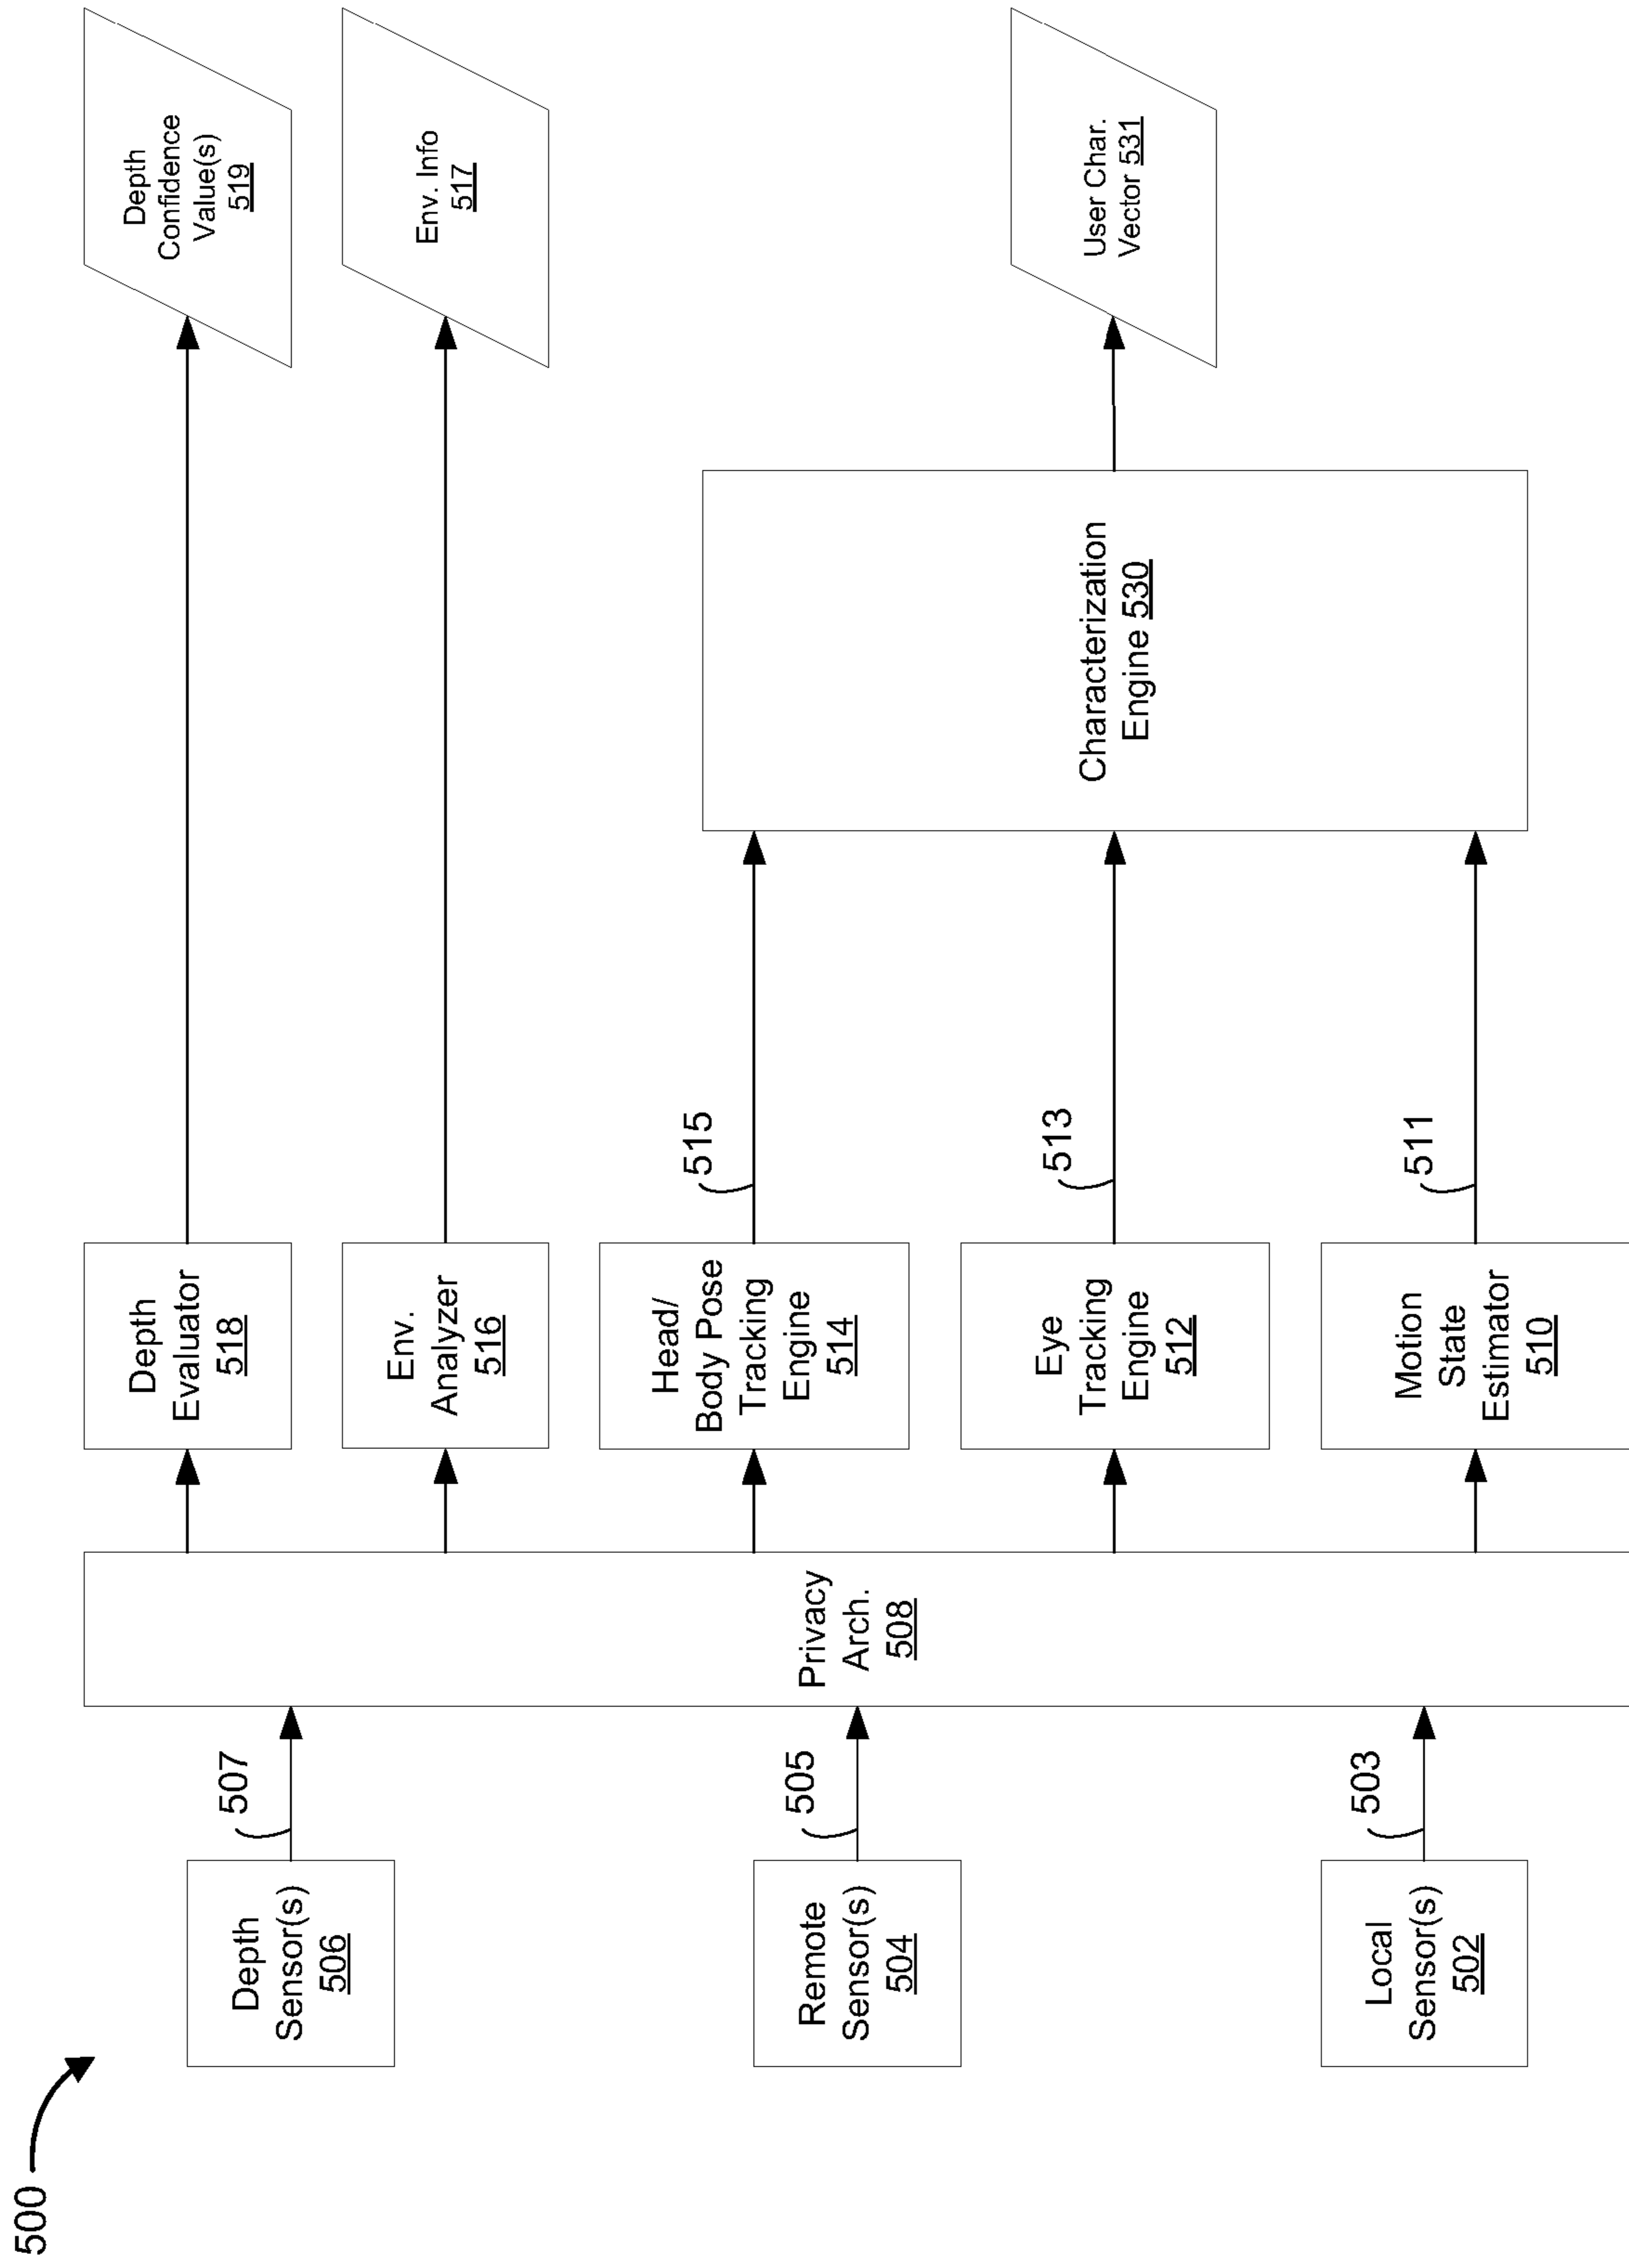 500
Depth
Sensor(s)
506
507
Remote
Sensor(s)
504
505
Local
Sensor(s)
502
503
Privacy
Arch.
508
Depth
Evaluator
518
Env.
Analyzer
516
Head/
Body Pose
Tracking
Engine
514
515
Eye
Tracking
Engine
512
513
Motion
State
Estimator
510
511
Characterization
Engine 530
Depth
Confidence
Value(s)
519
Env. Info
517
User Char.
Vector 531